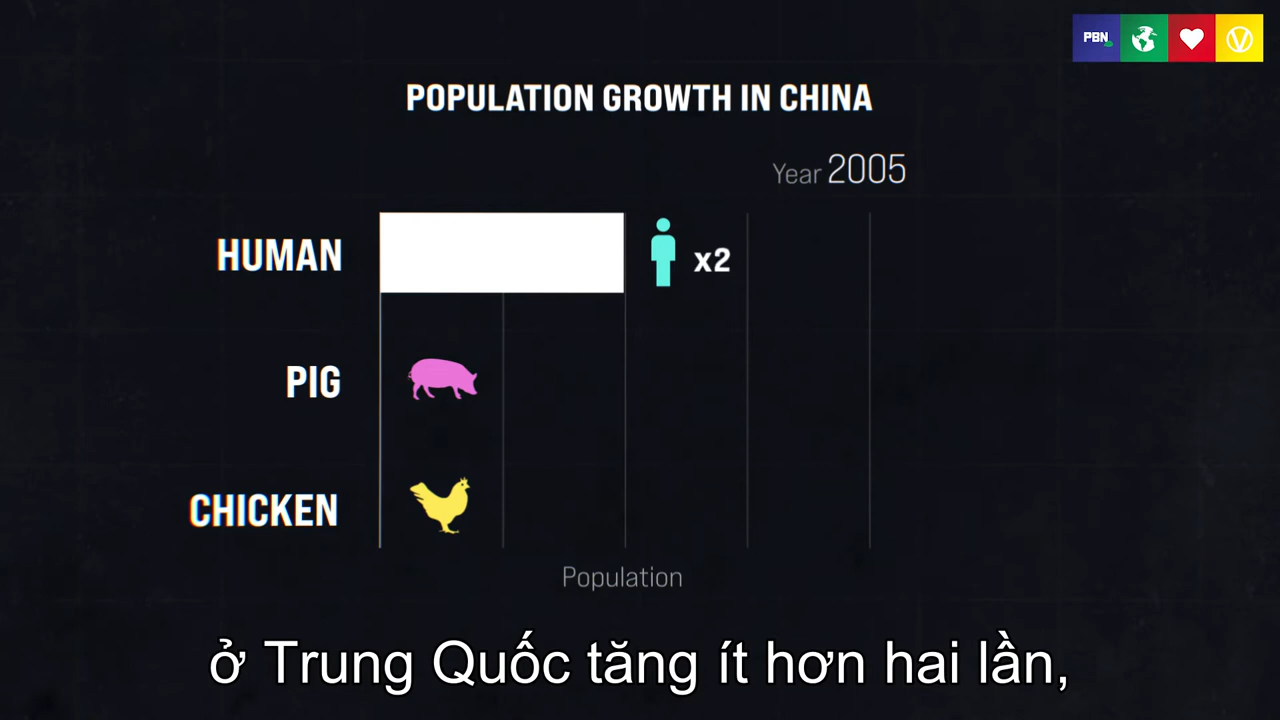 PBN
POPULATION GROWTH IN CHINA
Year 2005
HUMAN
x2
PIG
CHICKEN
Population
ở Trung Quốc tăng ít hơn hai lần,